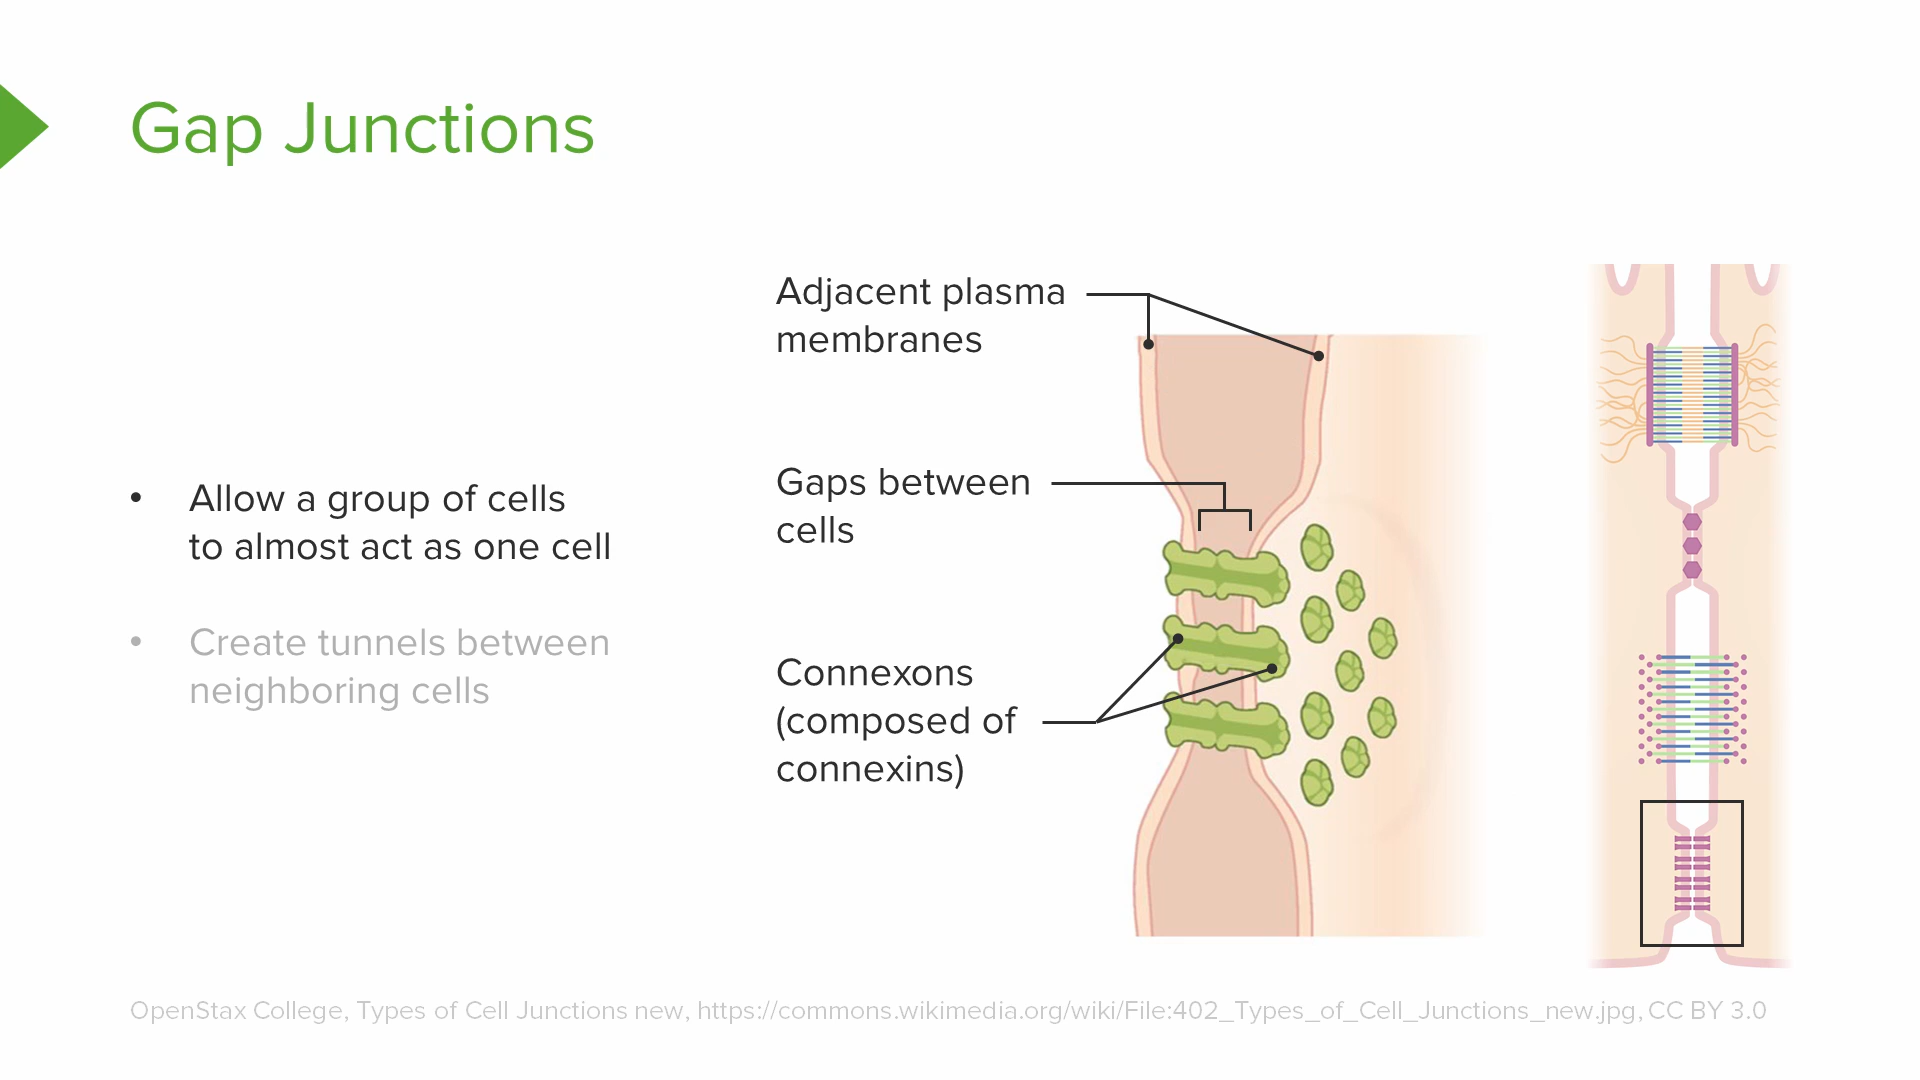 Gap Junctions
• Allow a group of cells
to almost act as one cell
• Create tunnels between
neighboring cells
Adjacent plasma
membranes
Gaps between
cells
Connexons
(composed of
connexins)
OpenStax College, Types of Cell Junctions new, https://commons.wikimedia.org/wiki/File:402_Types_of_Cell_Junctions_new.jpg, CC BY 3.0